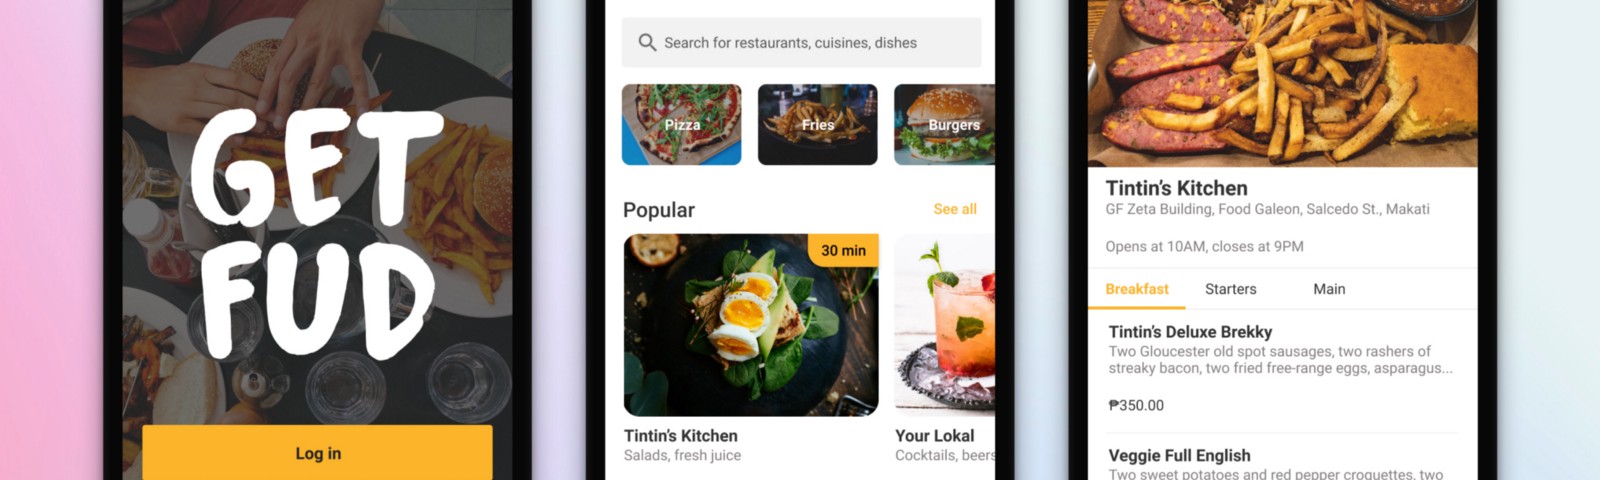 GET
FUD
Log in
Search for restaurants, cuisines, dishes
Pizza
Fries
Burgers
Popular
See all
30 min
Tintin's Kitchen
Salads, fresh juice
Your Lokal
Cocktails, beers
Tintin's Kitchen
GF Zeta Building, Food Galeon, Salcedo St., Makati
Opens at 10AM, closes at 9PM
Breakfast
Starters
Main
Tintin's Deluxe Brekky
Two Gloucester old spot sausages, two rashers of
streaky bacon, two fried free-range eggs, asparagus...
₱350.00
Veggie Full English
Two sweet potatoes and red pepper croquettes, two